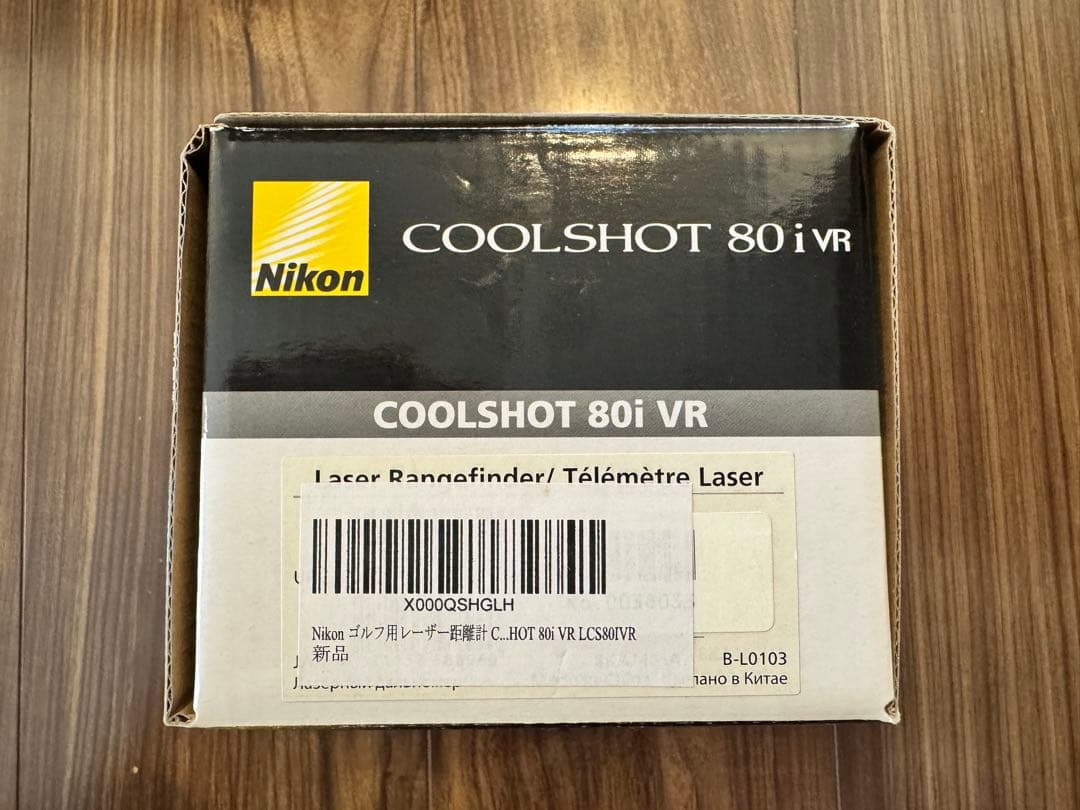 Nikon
COOLSHOT 80i VR
COOLSHOT 80i VR
Laser Rangefinder/ Télémètre Laser
X000QSHGLH
Nikon ゴルフ用レーザー距離計 C...HOT 80i VR LCS80IVR
新品
B-L0103
Лазерный дальномер
в Китае